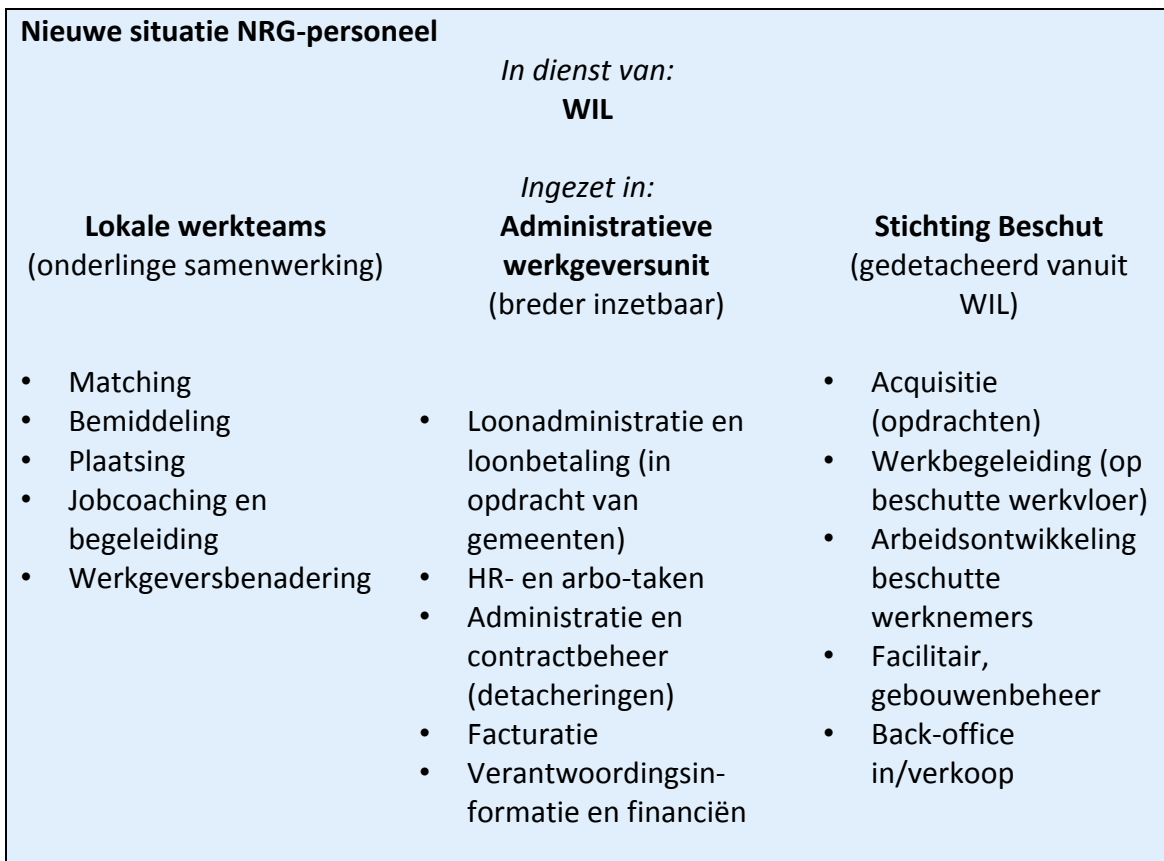 Nieuwe situatie NRG-personeel
In dienst van:
WIL
Ingezet in:
Lokale werkteams
(onderlinge samenwerking)
• Matching
• Bemiddeling
• Plaatsing
• Jobcoaching en
begeleiding
• Werkgeversbenadering
Administratieve
werkgeversunit
(breder inzetbaar)
• Loonadministratie en
loonbetaling (in
opdracht van
gemeenten)
• HR- en arbo-taken
• Administratie en
contractbeheer
(detacheringen)
• Facturatie
• Verantwoordingsin-
formatie en financiën
Stichting Beschut
(gedetacheerd vanuit
WIL)
• Acquisitie
(opdrachten)
• Werkbegeleiding (op
beschutte werkvloer)
• Arbeidsontwikkeling
beschutte
werknemers
• Facilitair,
gebouwenbeheer
• Back-office
in/verkoop